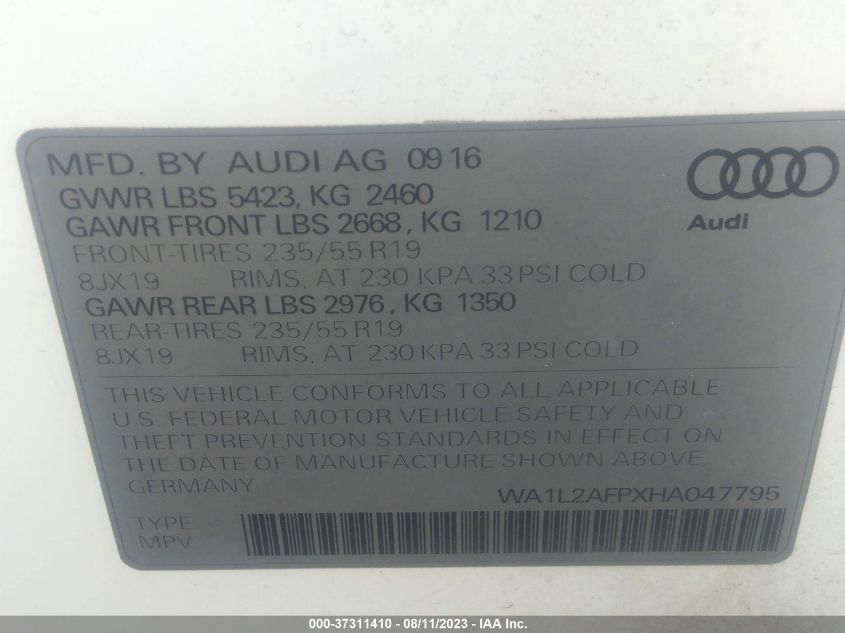 MFD. BY AUDI AG 09 16
GVWR LBS 5423, KG 2460
GAWR FRONT LBS 2668, KG 1210
FRONT-TIRES 235/55 R19
8JX19 RIMS, AT 230 KPA 33 PSI COLD
GAWR REAR LBS 2976, KG 1350
REAR-TIRES 235/55 R19
8JX19 RIMS, AT 230 KPA 33 PSI COLD
Audi
THIS VEHICLE CONFORMS TO ALL APPLICABLE
U.S. FEDERAL MOTOR VEHICLE SAFETY AND
THEFT PREVENTION STANDARDS IN EFFECT ON
THE DATE OF MANUFACTURE SHOWN ABOVE.
GERMANY
WA1L2AFPXHA047795
TYPE
MPV
000-37311410 - 08/11/2023 - IAA Inc.